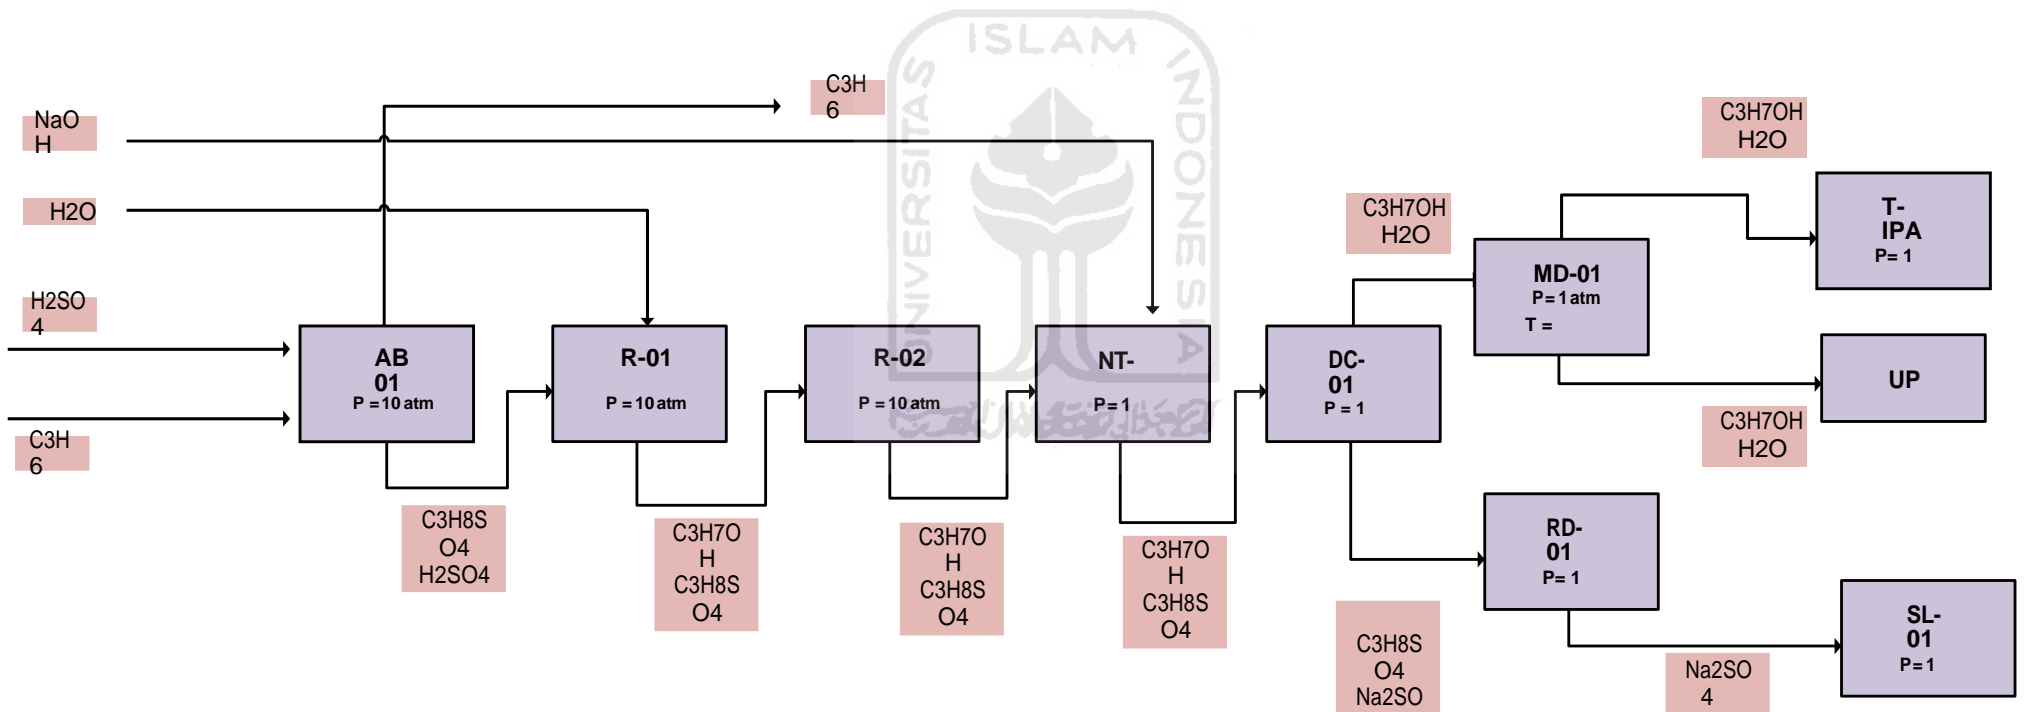 ISLAM
UNIVERSITAS
INDONESIA
C3H
6
NaO
H
C3H7OH
H2O
H2O
C3H7OH
H2O
T-
IPA
P= 1
MD-01
P= 1 atm
T =
H2SO
4
AB
01
P = 10 atm
R-01
P = 10 atm
R-02
P = 10 atm
NT-
P= 1
DC-
01
P = 1
UP
C3H7OH
H2O
C3H
6
C3H8S
O4
H2SO4
C3H7O
H
C3H8S
O4
C3H7O
H
C3H8S
O4
C3H7O
H
C3H8S
O4
RD-
01
P= 1
C3H8S
O4
Na2SO
Na2SO
4
SL-
01
P= 1